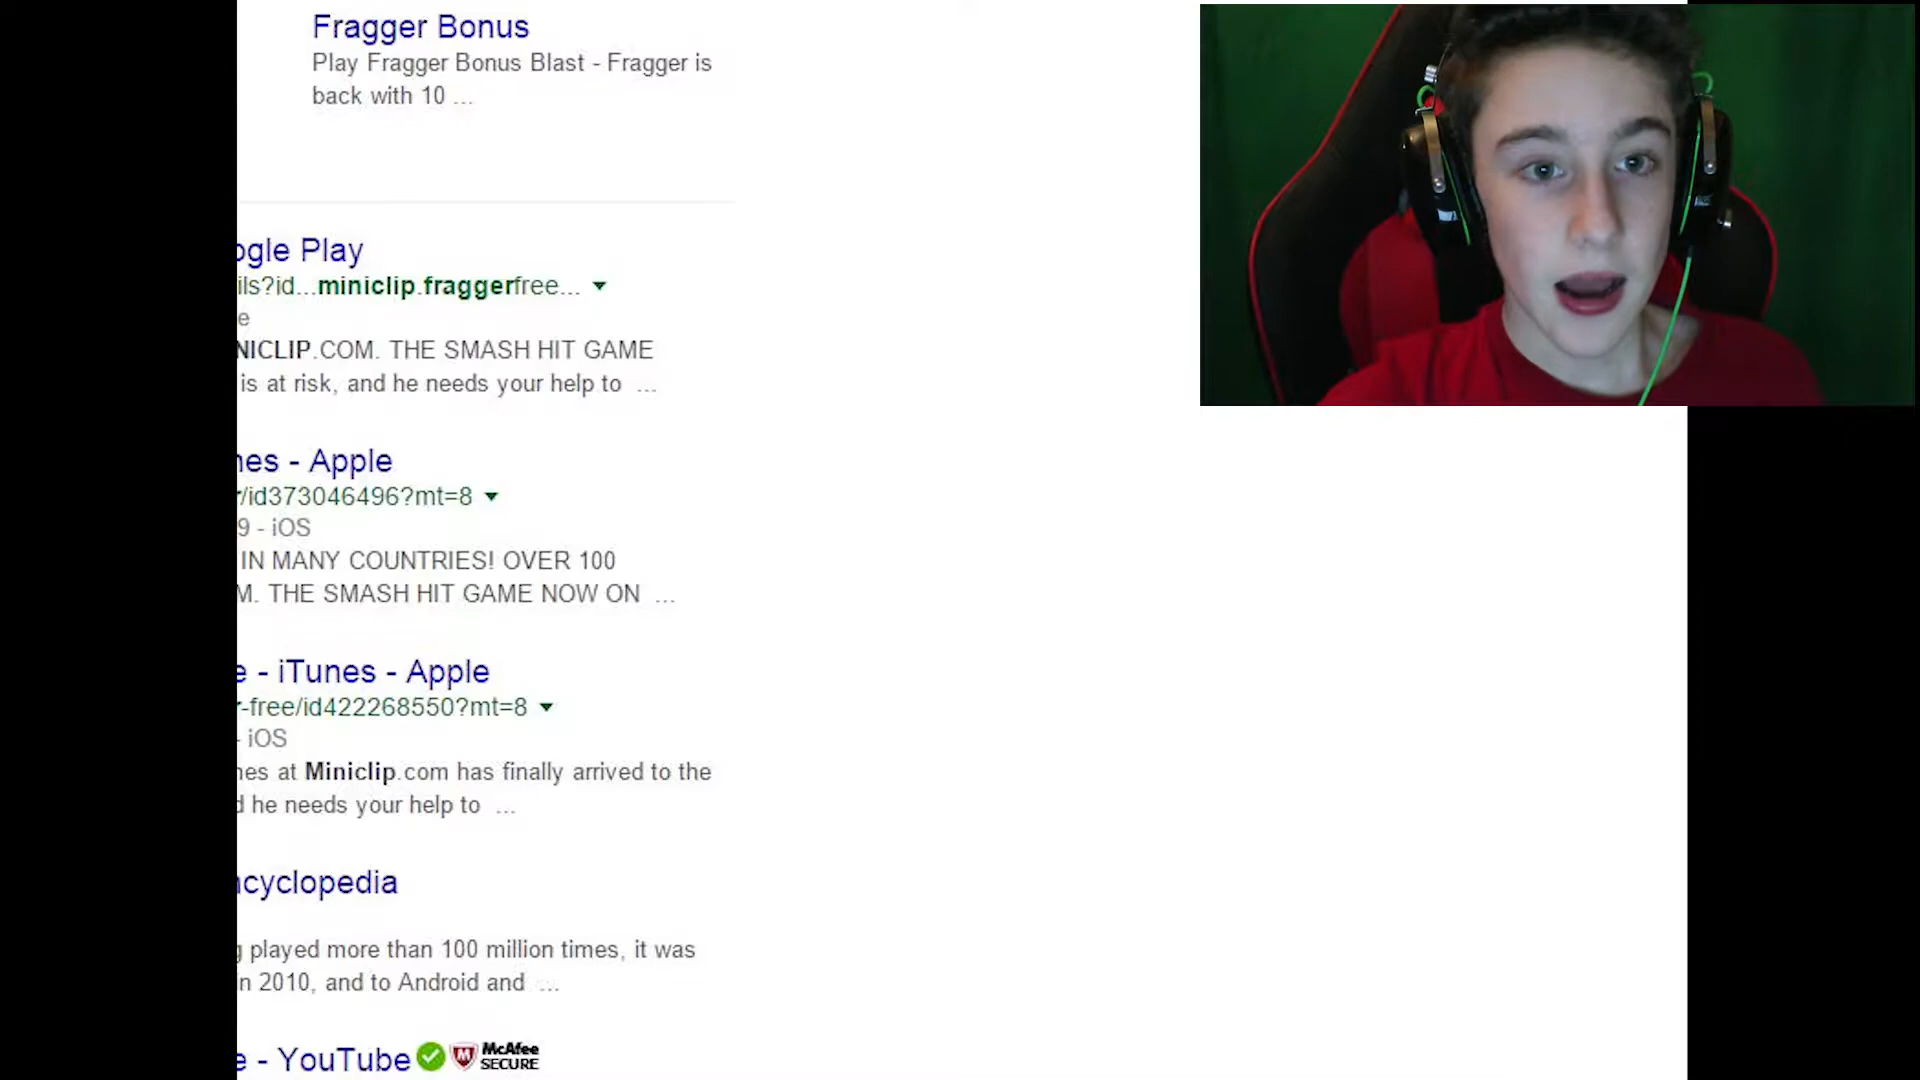 Fragger Bonus
Play Fragger Bonus Blast - Fragger is
back with 10 ...
ogle Play
ils?id...miniclip.fraggerfree...
e
NICLIP.COM. THE SMASH HIT GAME
is at risk, and he needs your help to ...
nes - Apple
r/id373046496?mt=8
9 - iOS
IN MANY COUNTRIES! OVER 100
M. THE SMASH HIT GAME NOW ON ...
e - iTunes - Apple
r-free/id422268550?mt=8
- iOS
nes at Miniclip.com has finally arrived to the
d he needs your help to ...
ncyclopedia
g played more than 100 million times, it was
n 2010, and to Android and ...
e - YouTube McAfee SECURE